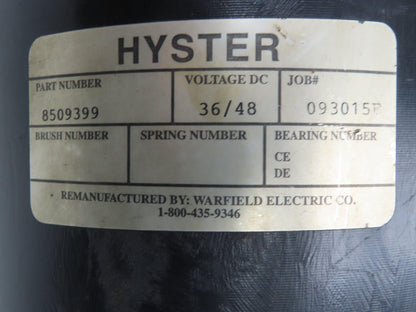 HYSTER
PART NUMBER VOLTAGE DC JOB#
8509399 36/48 093015
BRUSH NUMBER SPRING NUMBER BEARING NUMBER
CE
DE
REMANUFACTURED BY: WARFIELD ELECTRIC CO.
1-800-435-9346